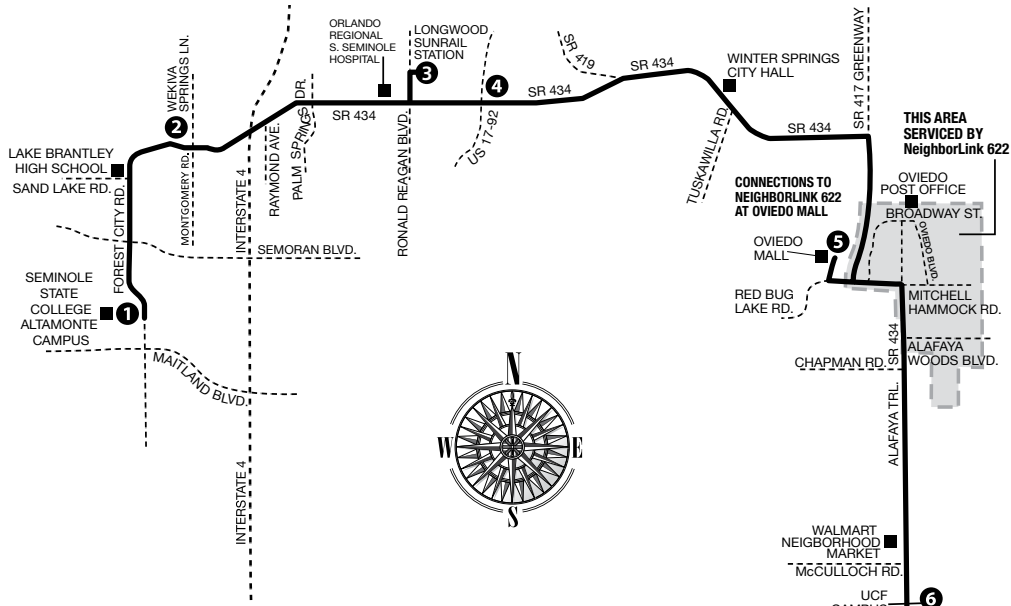 ORLANDO
REGIONAL
S. SEMINOLE
HOSPITAL
LONGWOOD
SUNRAIL
STATION
3
4
SR 419
SR 434
WINTER SPRINGS
CITY HALL
SR 417 GREENWAY
WEKIVA
SPRINGS LN.
2
SR 434
SR 434
THIS AREA
SERVICED BY
NeighborLink 622
LAKE BRANTLEY
HIGH SCHOOL
SAND LAKE RD.
FOREST CITY RD.
MONTGOMERY RD.
INTERSTATE 4
RAYMOND AVE.
PALM SPRINGS DR.
RONALD REAGAN BLVD.
US 17-92
TUSKAWILLA RD.
SR 434
CONNECTIONS TO
NEIGHBORLINK 622
AT OVIEDO MALL
OVIEDO
POST OFFICE
BROADWAY ST.
OVIEDO BLVD.
SEMORAN BLVD.
OVIEDO
MALL
5
SEMINOLE
STATE
COLLEGE
ALTAMONTE
CAMPUS
1
RED BUG
LAKE RD.
MITCHELL
HAMMOCK RD.
MAITLAND BLVD.
CHAPMAN RD.
SR 434
ALAFAYA
WOODS BLVD.
ALAFAYA TRL.
N
W
E
S
INTERSTATE 4
WALMART
NEIGBORHOOD
MARKET
McCULLOCH RD.
UCF
CAMPUS
6